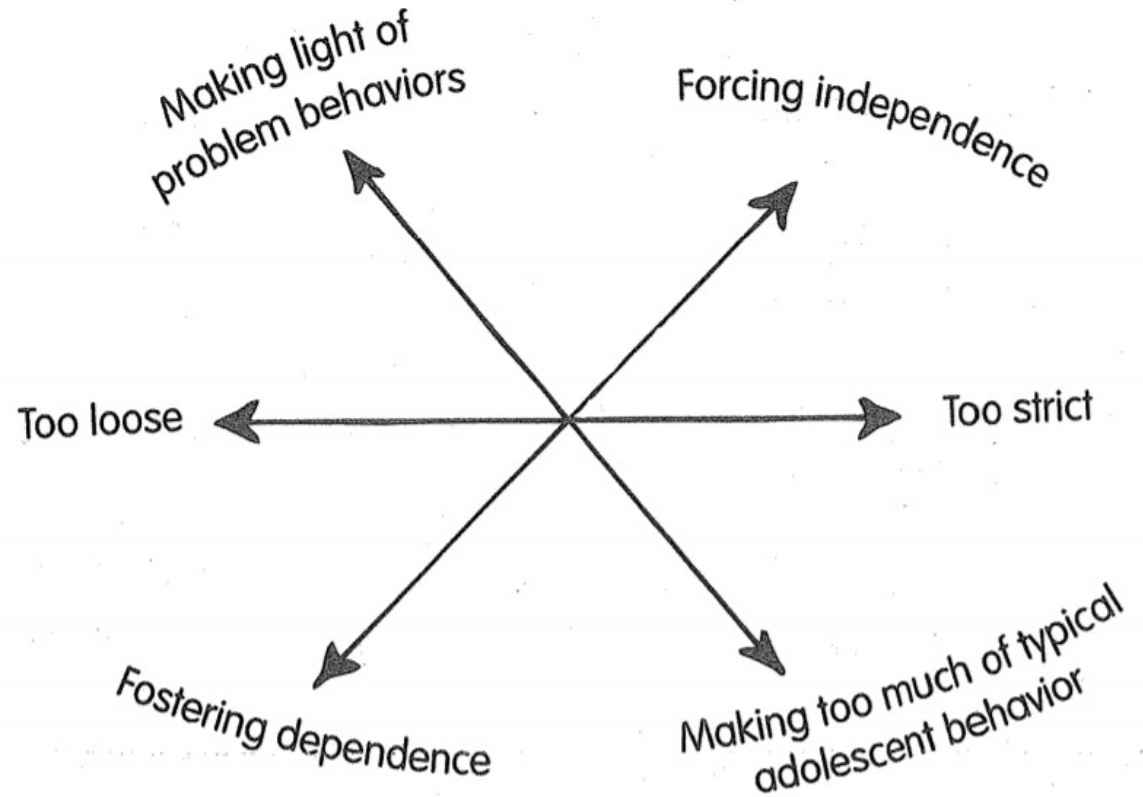 Making light of
problem behaviors
Forcing independence
Too loose
Too strict
Fostering dependence
Making too much of typical
adolescent behavior